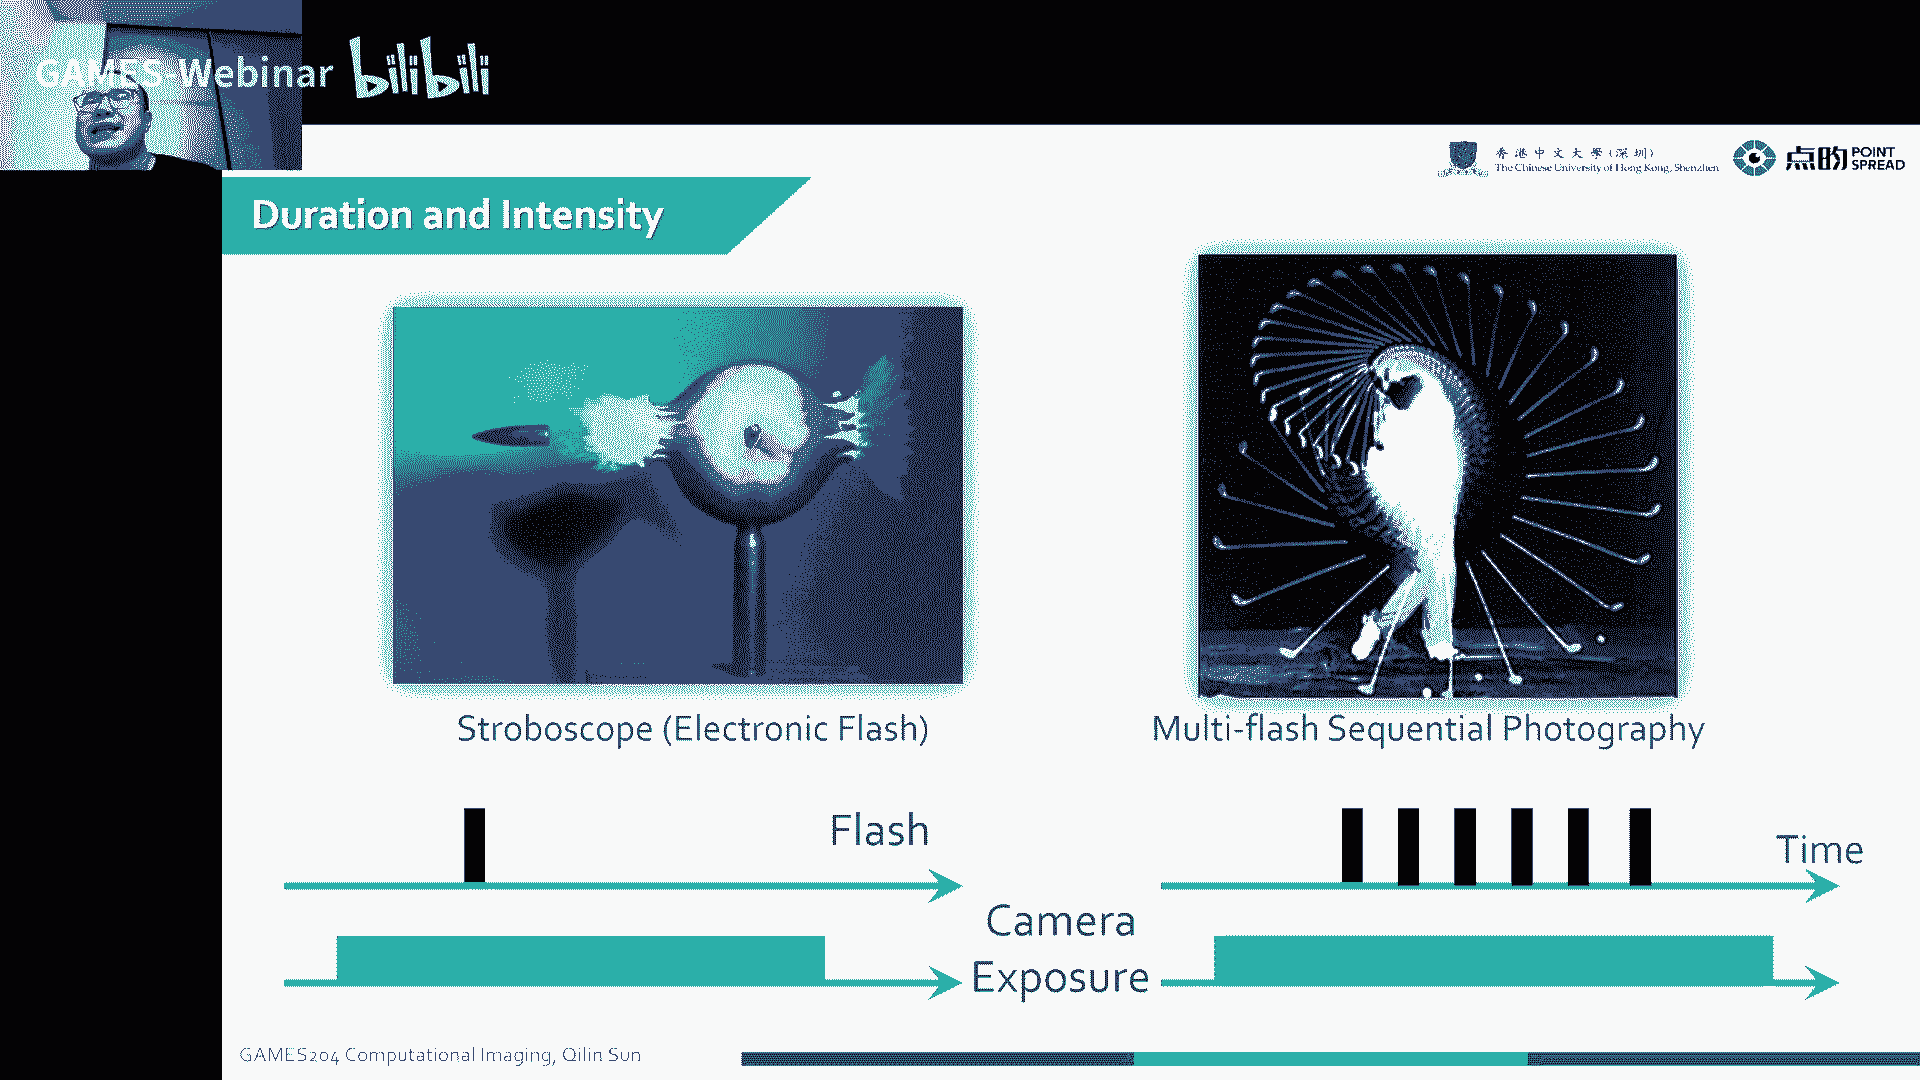 GAMES-Webinar bilibili
香港中文大學(深圳)
The Chinese University of Hong Kong, Shenzhen
点昀 POINT SPREAD
Duration and Intensity
Stroboscope (Electronic Flash)
Multi-flash Sequential Photography
Flash
Time
Camera
Exposure
GAMES204 Computational Imaging, Qilin Sun